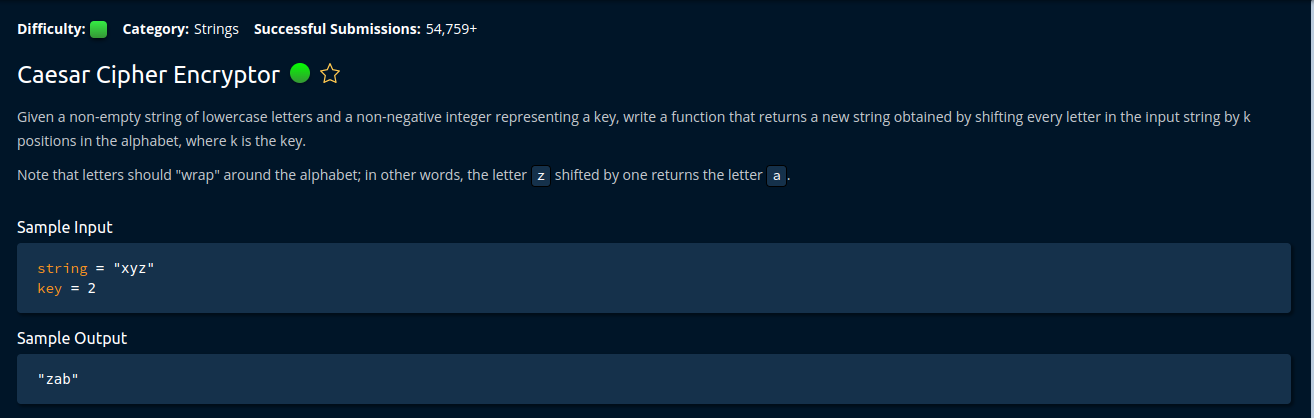 Difficulty: Category: Strings Successful Submissions: 54,759+
Caesar Cipher Encryptor
Given a non-empty string of lowercase letters and a non-negative integer representing a key, write a function that returns a new string obtained by shifting every letter in the input string by k
positions in the alphabet, where k is the key.
Note that letters should "wrap" around the alphabet; in other words, the letter z shifted by one returns the letter a.
Sample Input
string = "xyz"
key = 2
Sample Output
"zab"